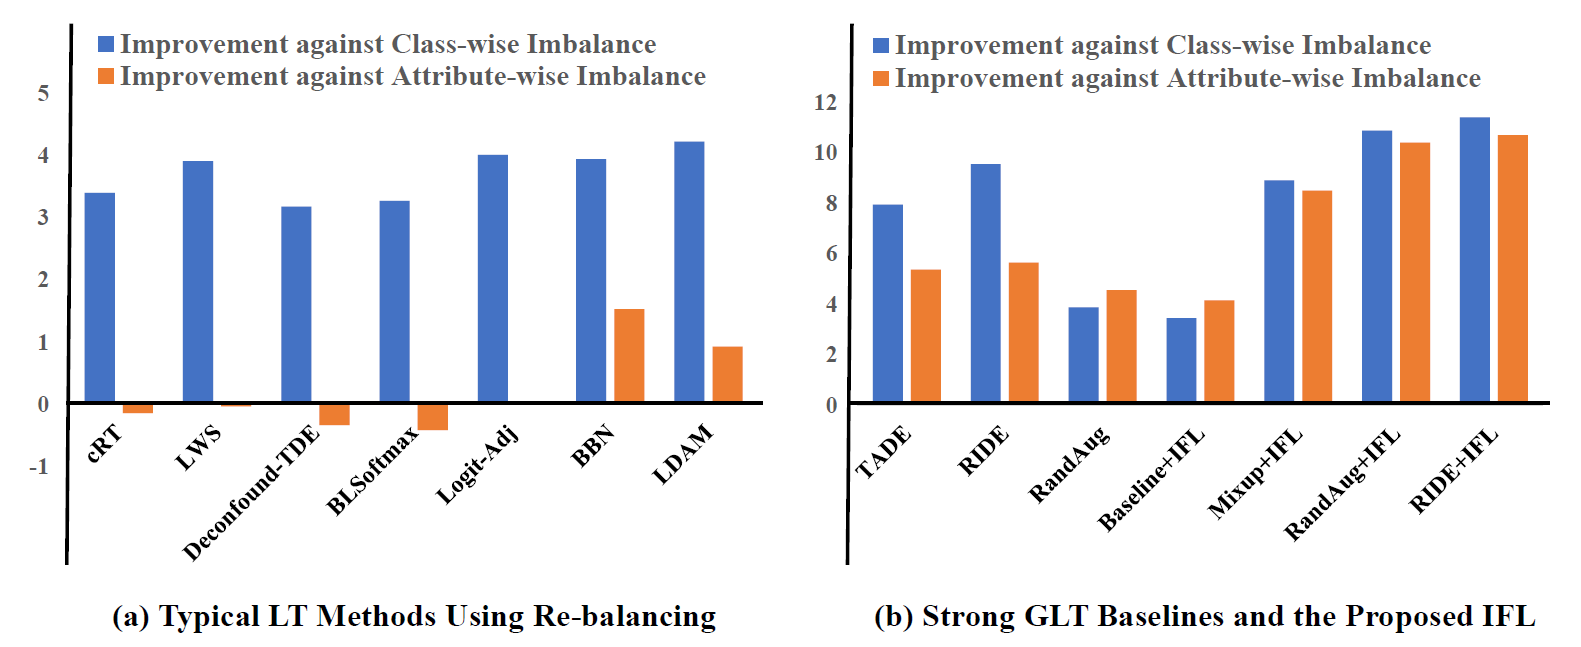 Improvement against Class-wise Imbalance
Improvement against Attribute-wise Imbalance
5
4
3
2
1
0
-1
cRT
LWS
Deconfound-TDE
BLSoftmax
Logit-Adj
BBN
LDAM
(a) Typical LT Methods Using Re-balancing
Improvement against Class-wise Imbalance
Improvement against Attribute-wise Imbalance
12
10
8
6
4
2
0
TADE
RIDE
RandAug
Baseline+IFL
Mixup+IFL
RandAug+IFL
RIDE+IFL
(b) Strong GLT Baselines and the Proposed IFL